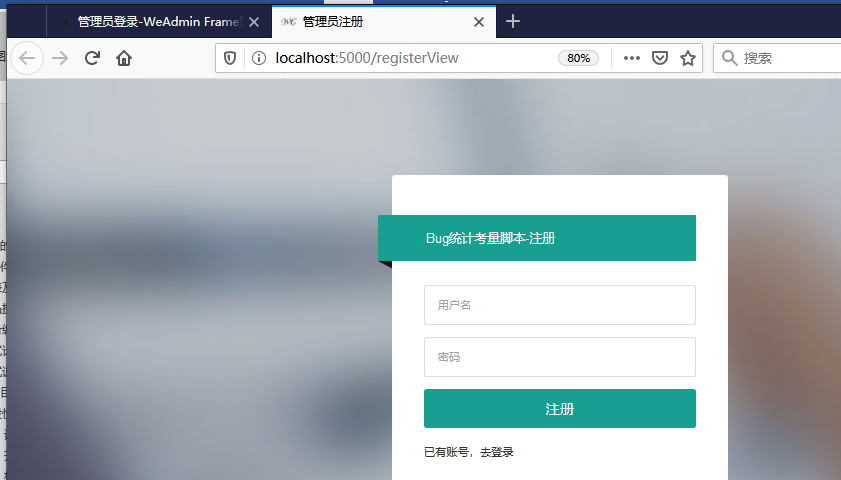 管理员登录-WeAdmin Frame
管理员注册
localhost:5000/registerView
80%
搜索
Bug统计考量脚本-注册
用户名
密码
注册
已有账号，去登录